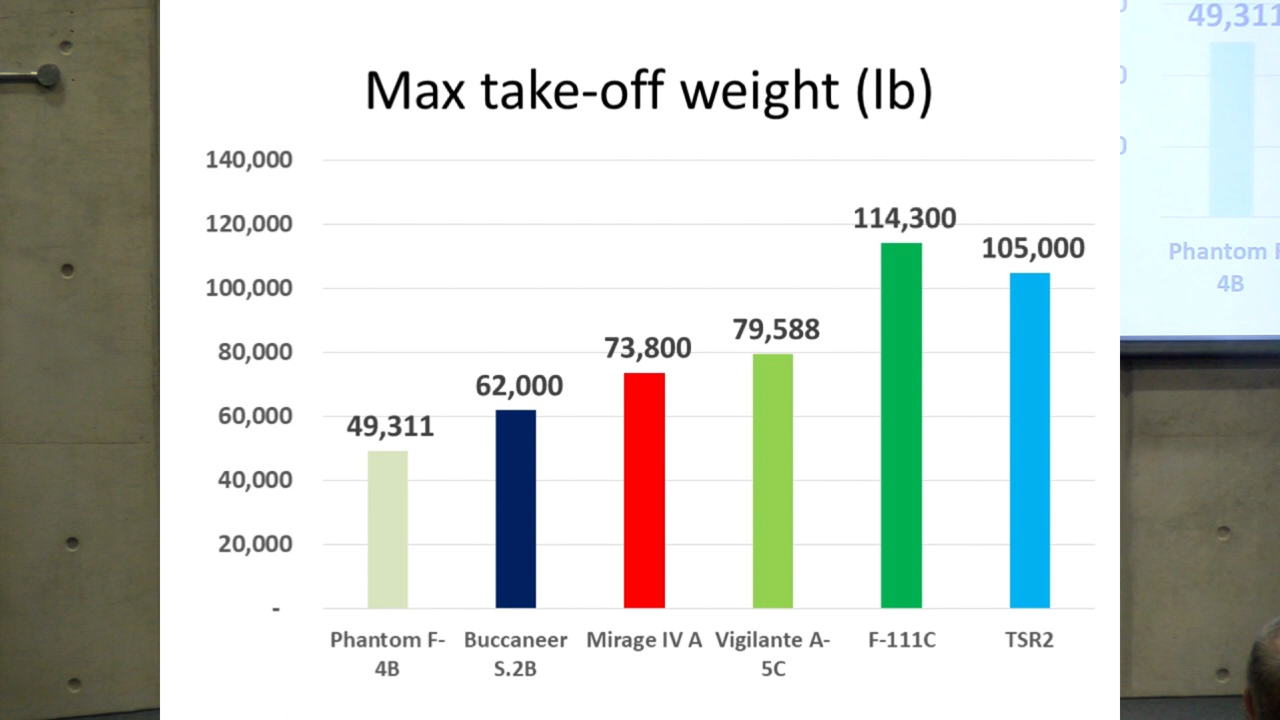 Max take-off weight (lb)
140,000
120,000
100,000
80,000
60,000
40,000
20,000
-
49,311
62,000
73,800
79,588
114,300
105,000
Phantom F-
4B
Buccaneer
S.2B
Mirage IV A
Vigilante A-
5C
F-111C
TSR2
49,311
Phantom
4B